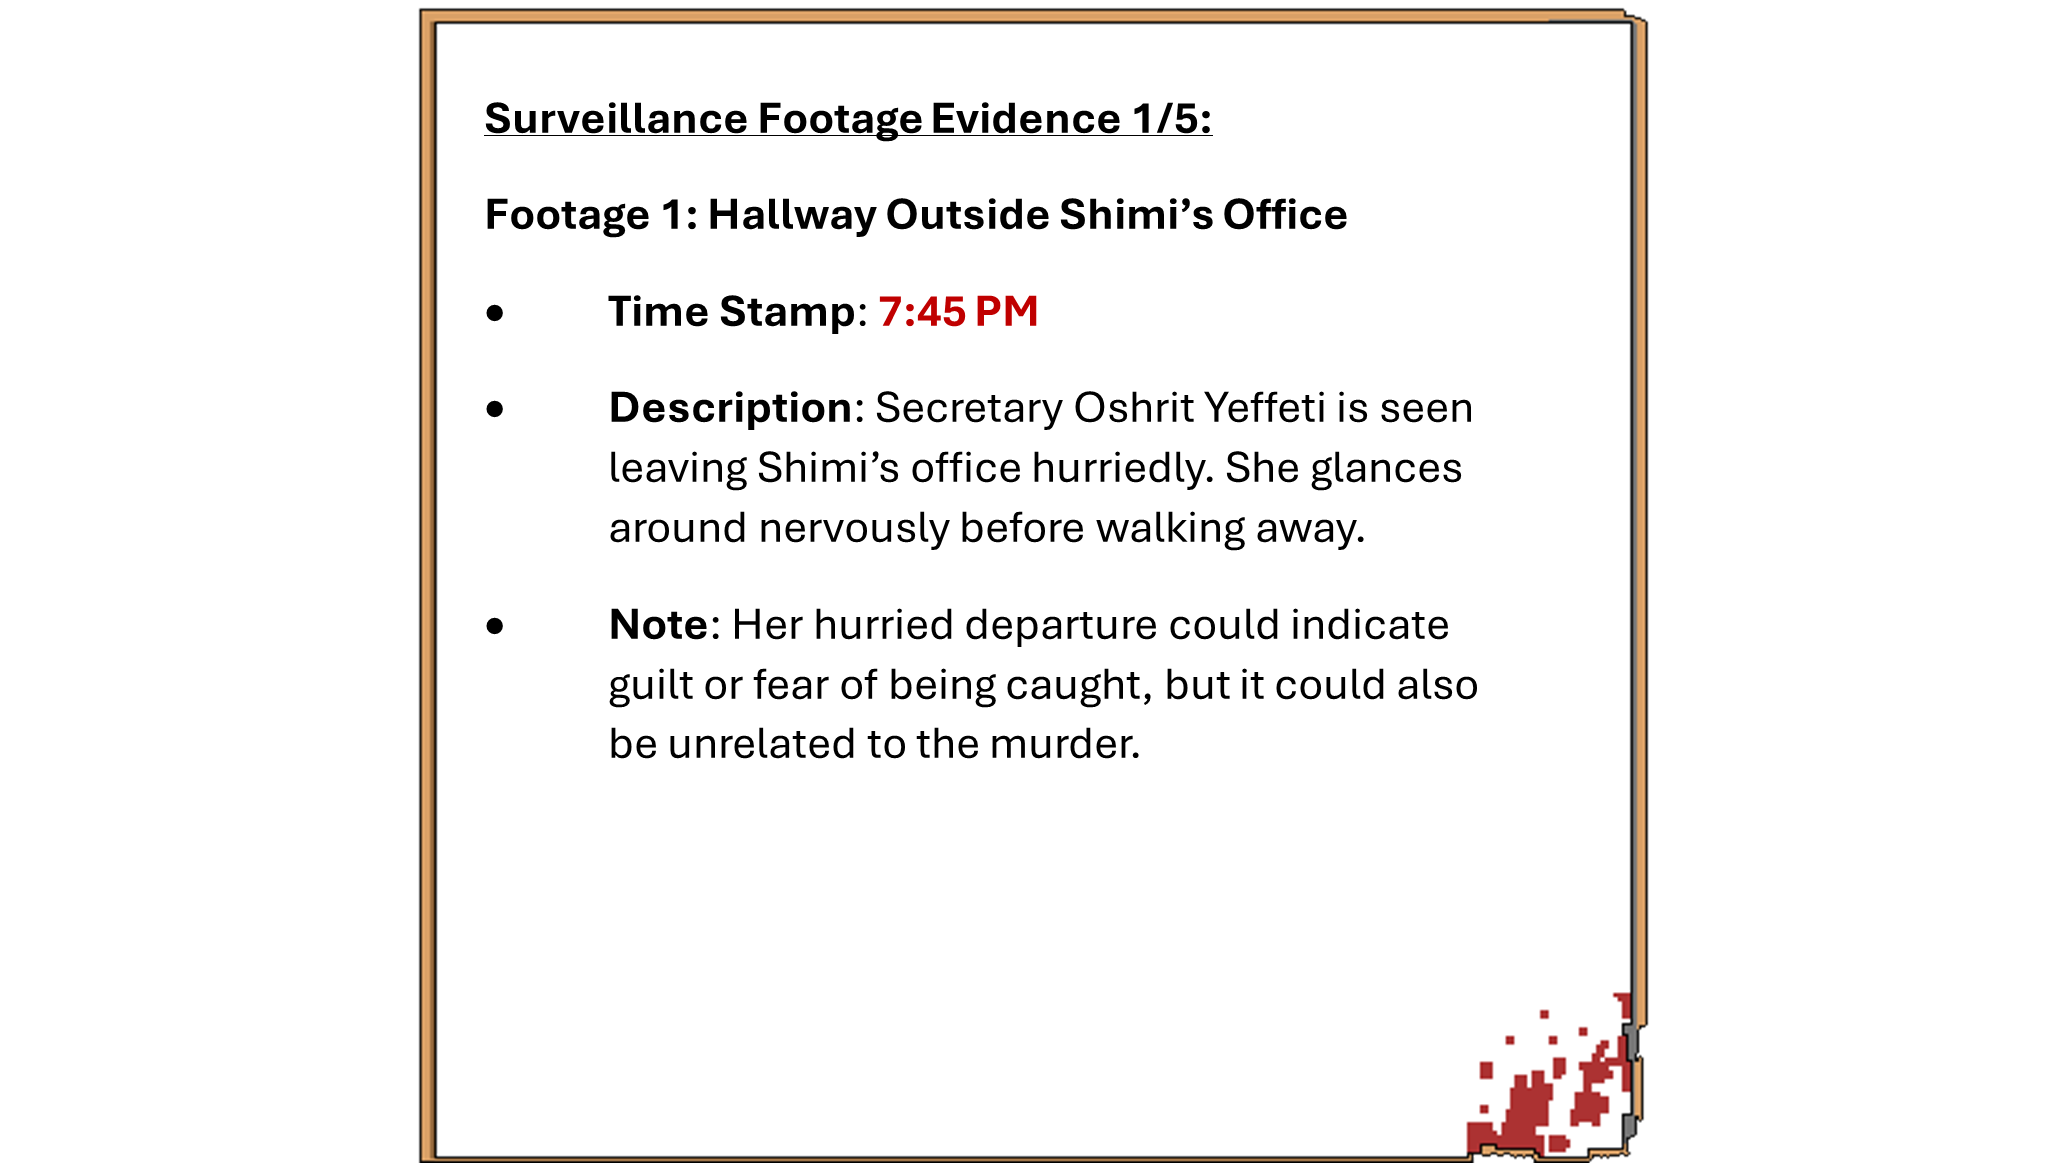 Surveillance Footage Evidence 1/5:
Footage 1: Hallway Outside Shimi’s Office
• Time Stamp: 7:45 PM
• Description: Secretary Oshrit Yeffeti is seen
leaving Shimi’s office hurriedly. She glances
around nervously before walking away.
• Note: Her hurried departure could indicate
guilt or fear of being caught, but it could also
be unrelated to the murder.